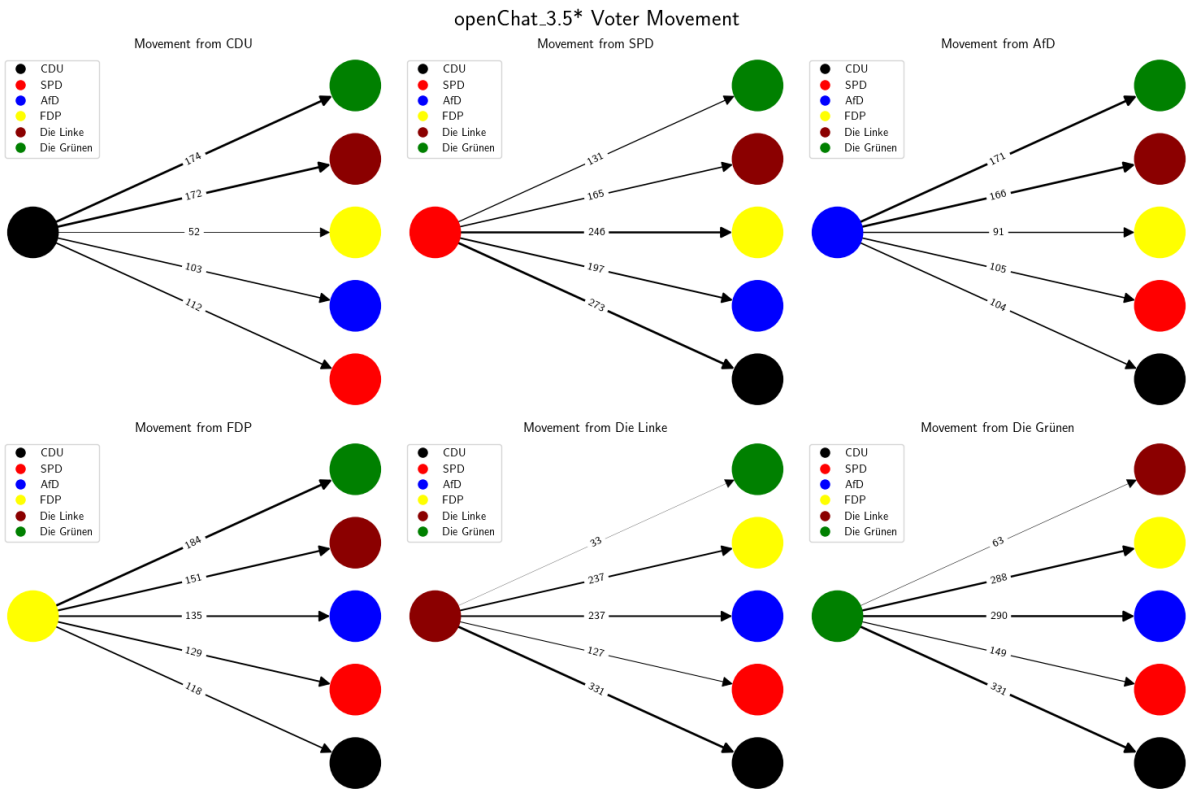 openChat_3.5* Voter Movement
Movement from CDU
CDU
SPD
AfD
FDP
Die Linke
Die Grünen
174
172
52
103
112
Movement from SPD
CDU
SPD
AfD
FDP
Die Linke
Die Grünen
131
165
246
197
273
Movement from AfD
CDU
SPD
AfD
FDP
Die Linke
Die Grünen
171
166
91
105
104
Movement from FDP
CDU
SPD
AfD
FDP
Die Linke
Die Grünen
184
151
135
129
118
Movement from Die Linke
CDU
SPD
AfD
FDP
Die Linke
Die Grünen
33
237
237
127
331
Movement from Die Grünen
CDU
SPD
AfD
FDP
Die Linke
Die Grünen
63
288
290
149
331